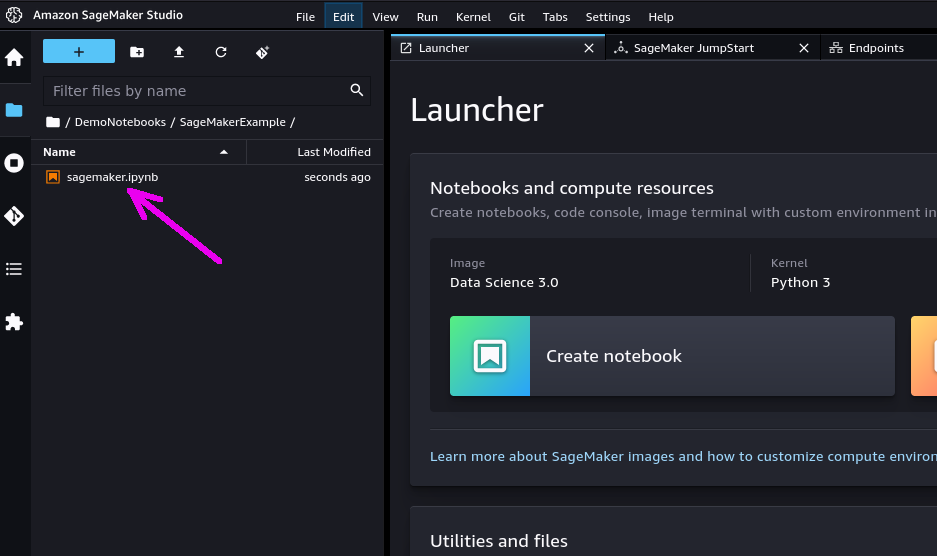 Amazon SageMaker Studio
File Edit View Run Kernel Git Tabs Settings Help
Filter files by name
/ DemoNotebooks / SageMakerExample /
Name Last Modified
sagemaker.ipynb seconds ago
Launcher SageMaker JumpStart Endpoints
Launcher
Notebooks and compute resources
Create notebooks, code console, image terminal with custom environment in
Image Kernel
Data Science 3.0 Python 3
Create notebook
Learn more about SageMaker images and how to customize compute environ
Utilities and files